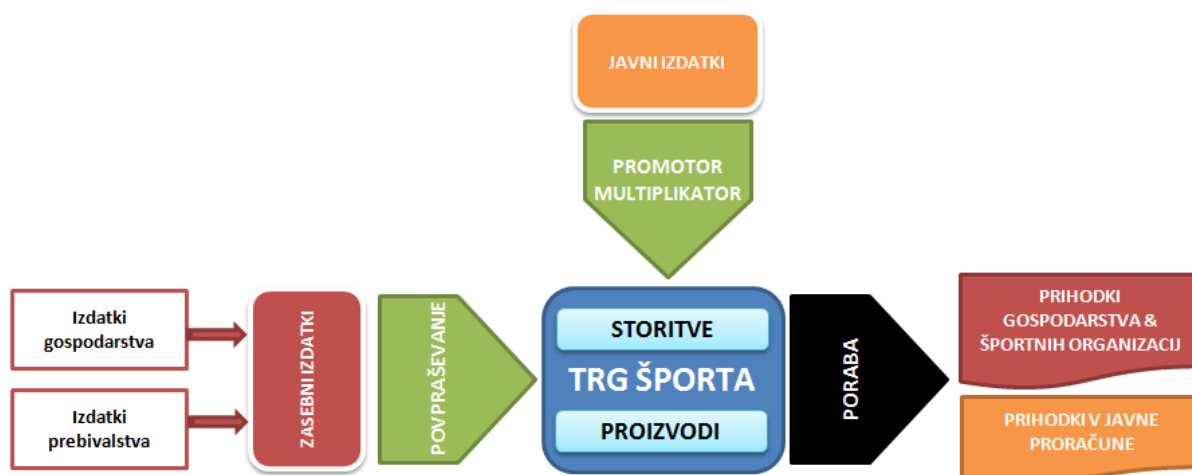 JAVNI IZDATKI
PROMOTOR
MULTIPLIKATOR
Izdatki
gospodarstva
Izdatki
prebivalstva
ZASEBNI IZDATKI
POVPRAŠEVANJE
STORITVE
TRG ŠPORTA
PROIZVODI
PORABA
PRIHODKI
GOSPODARSTVA &
ŠPORTNIH ORGANIZACIJ
PRIHODKI V JAVNE
PRORAČUNE